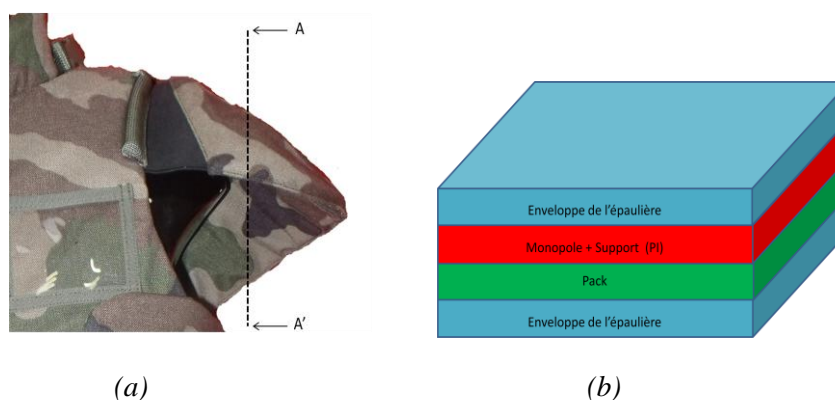 A
A'
Enveloppe de l'épaulière
Monopole + Support (PI)
Pack
Enveloppe de l'épaulière
(a)
(b)